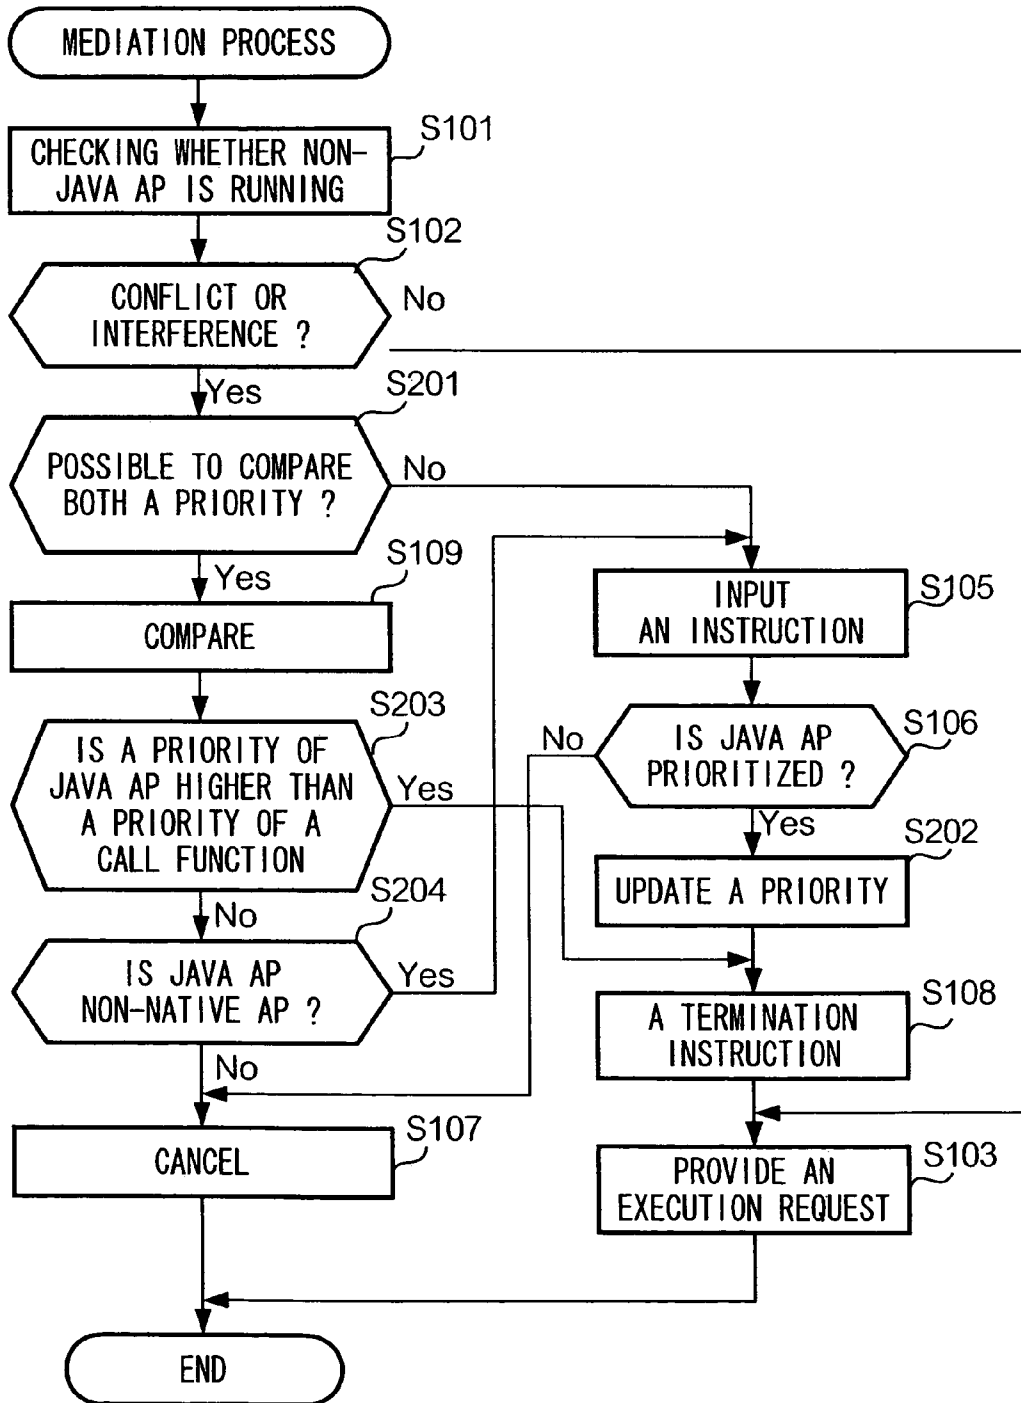 MEDIATION PROCESS
S101
CHECKING WHETHER NON-
JAVA AP IS RUNNING
S102
CONFLICT OR
INTERFERENCE ?
No
Yes
S201
POSSIBLE TO COMPARE
BOTH A PRIORITY ?
No
Yes
S109
COMPARE
S105
INPUT
AN INSTRUCTION
S203
IS A PRIORITY OF
JAVA AP HIGHER THAN
A PRIORITY OF A
CALL FUNCTION
Yes
No
S106
IS JAVA AP
PRIORITIZED ?
No
Yes
S202
UPDATE A PRIORITY
S204
IS JAVA AP
NON-NATIVE AP ?
Yes
No
S108
A TERMINATION
INSTRUCTION
S107
CANCEL
S103
PROVIDE AN
EXECUTION REQUEST
END